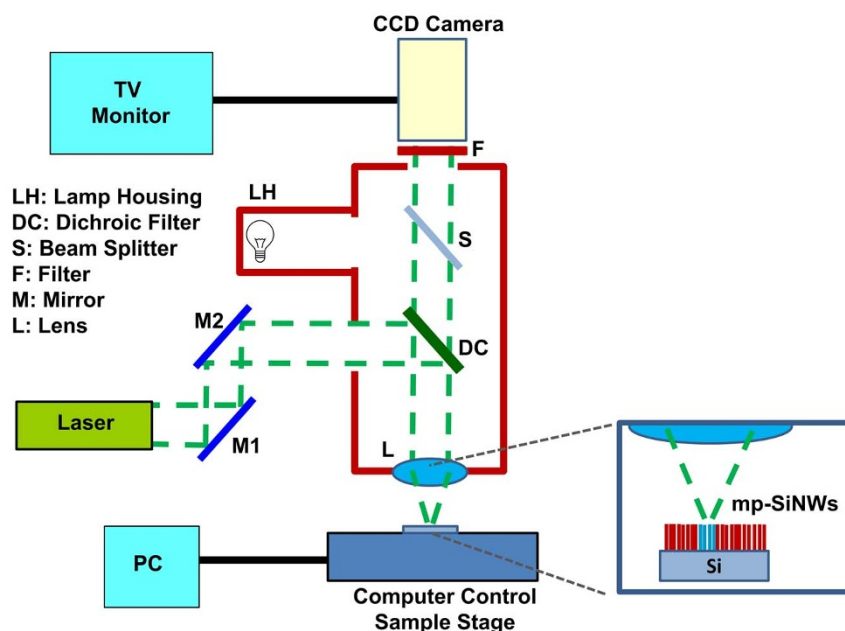 CCD Camera
TV
Monitor
F
LH: Lamp Housing
DC: Dichroic Filter
S: Beam Splitter
F: Filter
M: Mirror
L: Lens
LH
S
M2
DC
Laser
M1
L
mp-SiNWs
Si
PC
Computer Control
Sample Stage